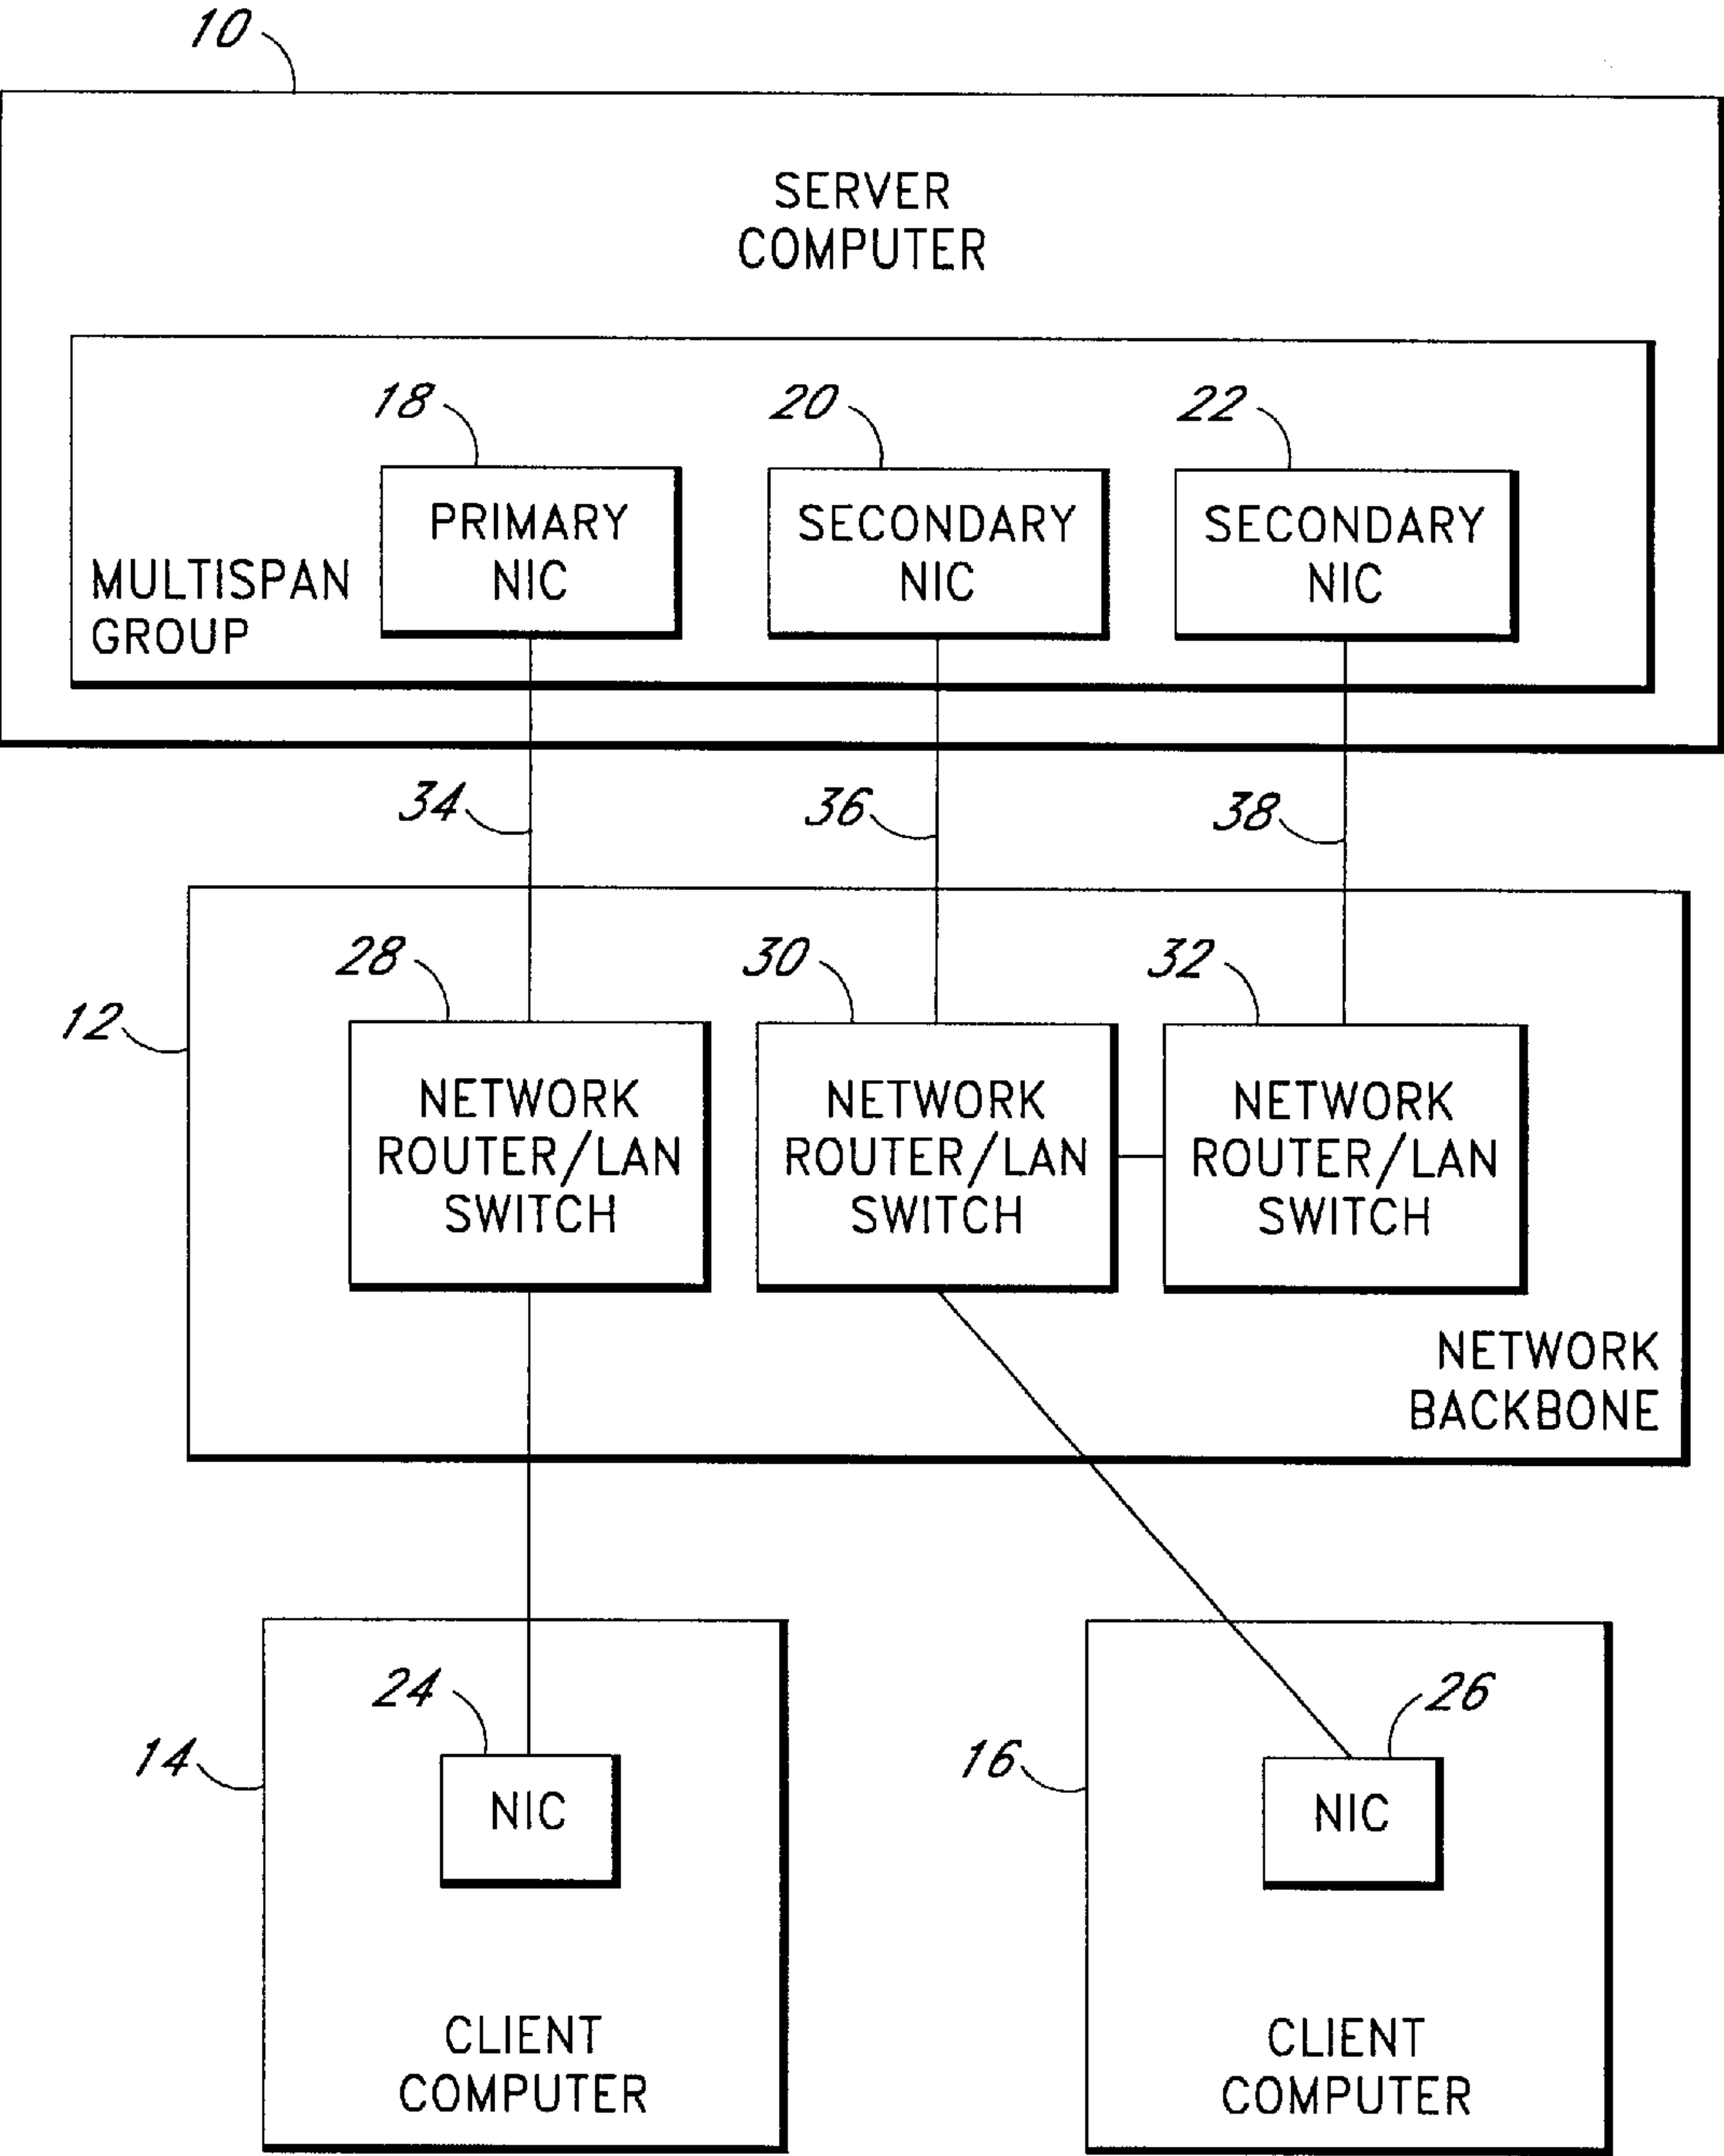 10
SERVER
COMPUTER
18
20
22
PRIMARY
NIC
SECONDARY
NIC
SECONDARY
NIC
MULTISPAN
GROUP
34
36
38
12
28
30
32
NETWORK
ROUTER/LAN
SWITCH
NETWORK
ROUTER/LAN
SWITCH
NETWORK
ROUTER/LAN
SWITCH
NETWORK
BACKBONE
14
24
NIC
CLIENT
COMPUTER
16
26
NIC
CLIENT
COMPUTER